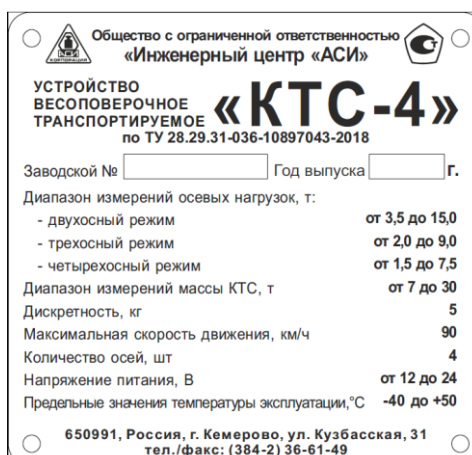 Общество с ограниченной ответственностью
«Инженерный центр «АСИ»
АСИ
КОРПОРАЦИЯ
УСТРОЙСТВО
ВЕСОПОВЕРОЧНОЕ
ТРАНСПОРТИРУЕМОЕ «КТС-4»
по ТУ 28.29.31-036-10897043-2018
Заводской № Год выпуска г.
Диапазон измерений осевых нагрузок, т:
- двухосный режим от 3,5 до 15,0
- трехосный режим от 2,0 до 9,0
- четырехосный режим от 1,5 до 7,5
Диапазон измерений массы КТС, т от 7 до 30
Дискретность, кг 5
Максимальная скорость движения, км/ч 90
Количество осей, шт 4
Напряжение питания, В от 12 до 24
Предельные значения температуры эксплуатации,°С -40 до +50
650991, Россия, г. Кемерово, ул. Кузбасская, 31
тел./факс: (384-2) 36-61-49